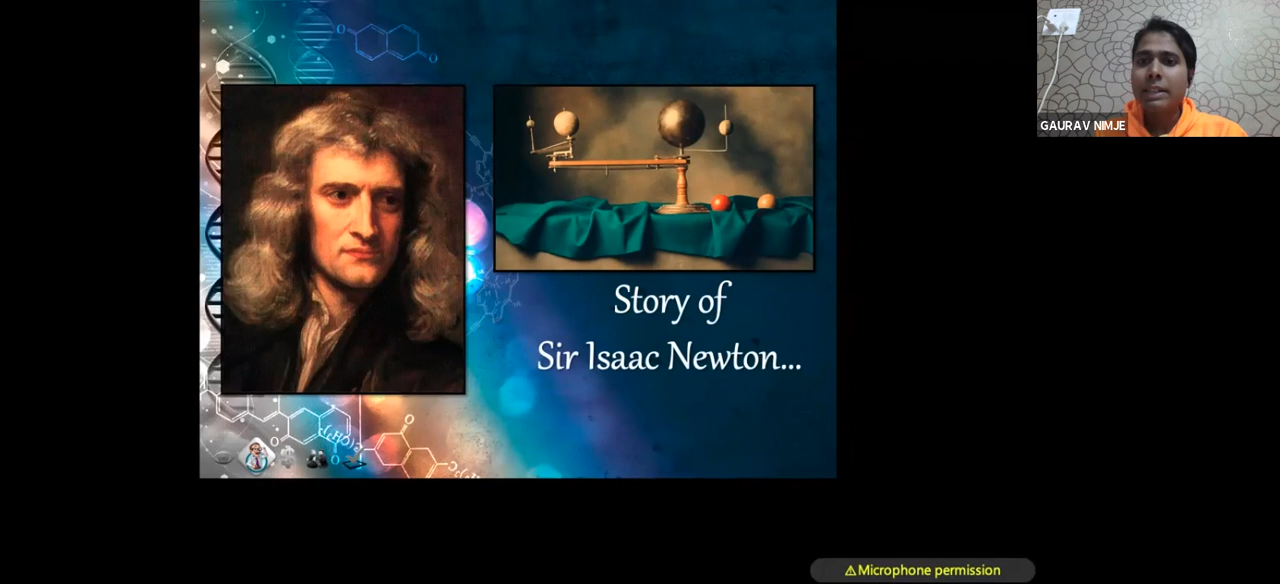 Story of
Sir Isaac Newton...
GAURAV NIMJE
⚠Microphone permission
O
O
O
O
O